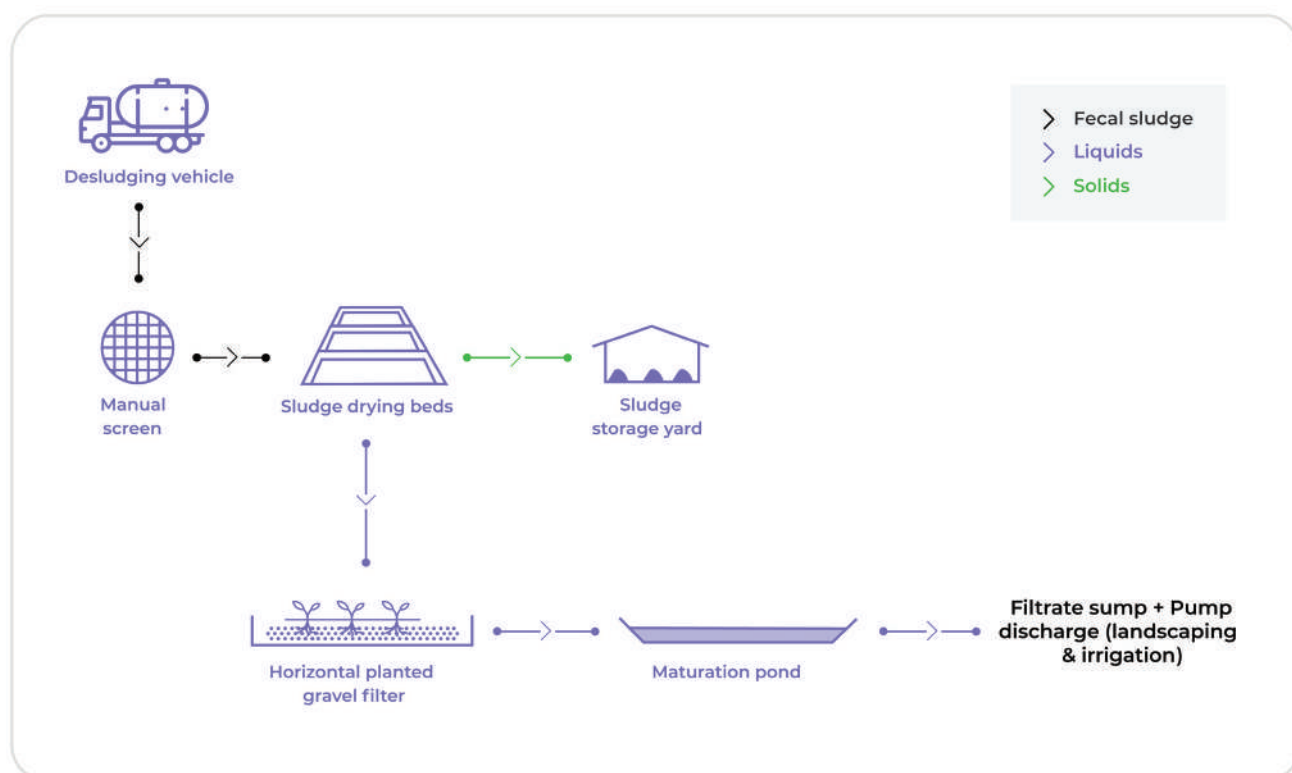 Desludging vehicle
Fecal sludge
Liquids
Solids
Manual
screen
Sludge drying beds
Sludge
storage yard
Horizontal planted
gravel filter
Maturation pond
Filtrate sump + Pump
discharge (landscaping
& irrigation)